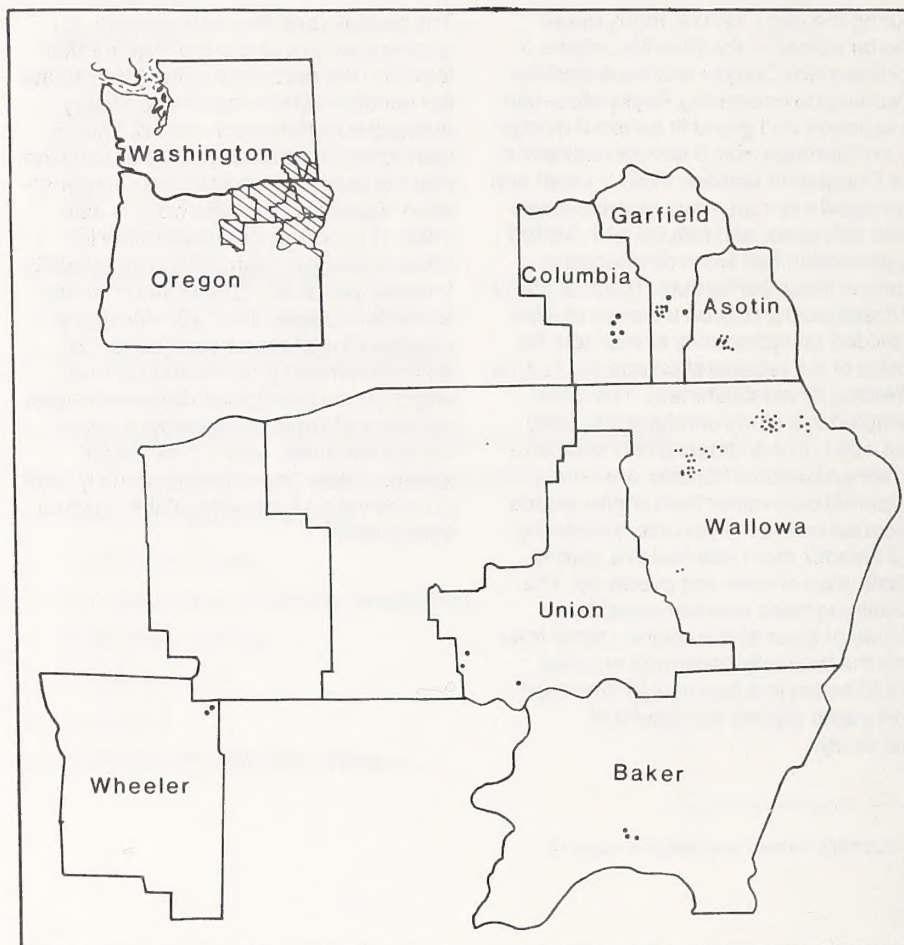 Washington
Oregon
Garfield
Columbia
Asotin
Wallowa
Union
Wheeler
Baker